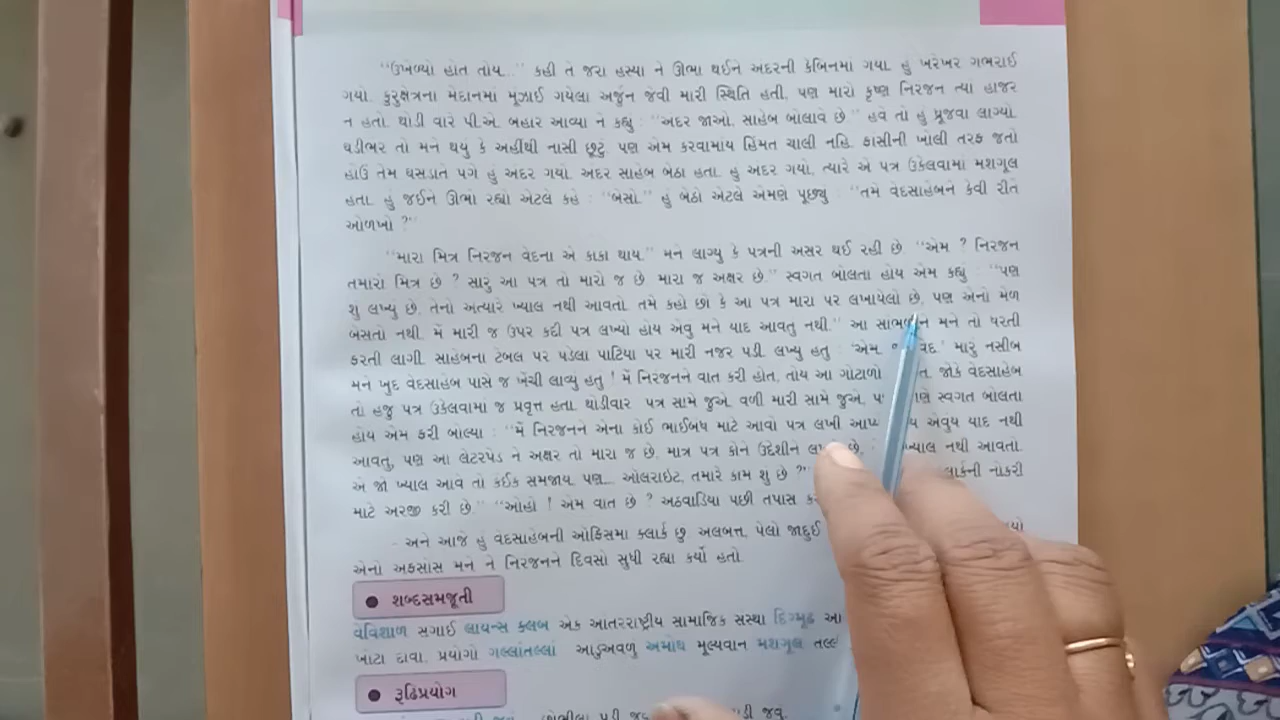 "ઉખેળ્યો હોત તોય..." કહી તે જરા હસ્યા ને ઊભા થઈને અંદરની કેબિનમાં ગયા. હું ખરેખર ગભરાઈ
ગયો. કુરુક્ષેત્રના મેદાનમાં મૂંઝાઈ ગયેલા અર્જુન જેવી મારી સ્થિતિ હતી, પણ મારો કૃષ્ણ નિરંજન ત્યાં હાજર
ન હતો. થોડી વારે પી.એ. બહાર આવ્યા ને કહ્યું : "અંદર જાઓ, સાહેબ બોલાવે છે." હવે તો હું ધ્રૂજવા લાગ્યો.
ઘડીભર તો મને થયું કે અહીંથી નાસી છૂટું, પણ એમ કરવામાંય હિંમત ચાલી નહિ. ફાંસીની ખોલી તરફ જતો
હોઉં તેમ ઘસડાતે પગે હું અંદર ગયો. અંદર સાહેબ બેઠા હતા. હું અંદર ગયો, ત્યારે એ પત્ર ઉકેલવામાં મશગૂલ
હતા. હું જઈને ઊભો રહ્યો એટલે કહે : "બેસો." હું બેઠો એટલે એમણે પૂછ્યું : "તમે વેદસાહેબને કેવી રીતે
ઓળખો ?"
"મારા મિત્ર નિરંજન વેદના એ કાકા થાય." મને લાગ્યું કે પત્રની અસર થઈ રહી છે. "એમ ? નિરંજન
તમારો મિત્ર છે ? સારું આ પત્ર તો મારો જ છે. મારા જ અક્ષર છે." સ્વગત બોલતા હોય એમ કહ્યું : "પણ
શું લખ્યું છે, તેનો અત્યારે ખ્યાલ નથી આવતો. તમે કહો છો કે આ પત્ર મારા પર લખાયેલો છે, પણ એનો મેળ
બેસતો નથી. મેં મારી જ ઉપર કદી પત્ર લખ્યો હોય એવું મને યાદ આવતું નથી." આ સાંભળીને મને તો ધરતી
ફરતી લાગી. સાહેબના ટેબલ પર પડેલા પાટિયા પર મારી નજર પડી. લખ્યું હતું : 'એમ. વેદ.' મારું નસીબ
મને ખુદ વેદસાહેબ પાસે જ ખેંચી લાવ્યું હતું ! મેં નિરંજનને વાત કરી હોત, તોય આ ગોટાળો જોકે વેદસાહેબ
તો હજુ પત્ર ઉકેલવામાં જ પ્રવૃત્ત હતા. થોડીવાર પત્ર સામે જુએ, વળી મારી સામે જુએ, સ્વગત બોલતા
હોય એમ ફરી બોલ્યા : "મેં નિરંજનને એના કોઈ ભાઈબંધ માટે આવો પત્ર લખી એવુંય યાદ નથી
આવતું, પણ આ લેટરપેડ ને અક્ષર તો મારા જ છે. માત્ર પત્ર કોને ઉદ્દેશીને છે, ખ્યાલ નથી આવતો.
એ જો ખ્યાલ આવે તો કંઈક સમજાય. પણ... ઓલરાઇટ, તમારે કામ શું છે ?" નોકરી
માટે અરજી કરી છે." "ઓહો ! એમ વાત છે ? અઠવાડિયા પછી તપાસ
- અને આજે હું વેદસાહેબની ઑફિસમાં ક્લાર્ક છું. અલબત્ત, પેલો જાદુઈ
એનો અફસોસ મને ને નિરંજનને દિવસો સુધી રહ્યા કર્યો હતો.
● શબ્દસમજૂતી
વેવિશાળ સગાઈ લાયન્સ ક્લબ એક આંતરરાષ્ટ્રીય સામાજિક સંસ્થા દિગ્મૂઢ
ખોટા દાવા, પ્રયોગો ગલ્લાંતલ્લાં આડુંઅવળું અમોઘ મૂલ્યવાન મશગૂલ
● રૂઢિપ્રયોગ